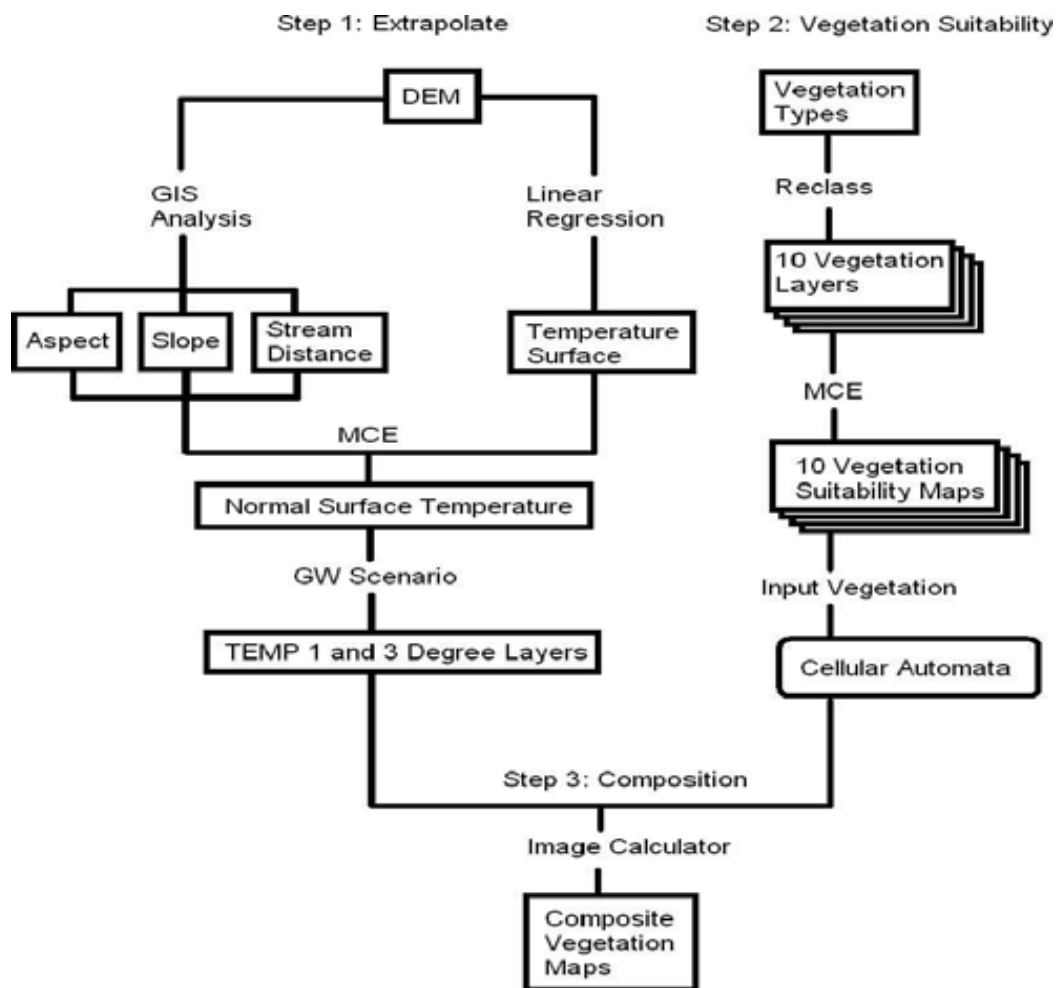 Step 1: Extrapolate
Step 2: Vegetation Suitability
DEM
Vegetation
Types
GIS
Analysis
Linear
Regression
Reclass
10 Vegetation
Layers
Aspect
Slope
Stream
Distance
Temperature
Surface
MCE
MCE
10 Vegetation
Suitability Maps
Normal Surface Temperature
GW Scenario
Input Vegetation
TEMP 1 and 3 Degree Layers
Cellular Automata
Step 3: Composition
Image Calculator
Composite
Vegetation
Maps